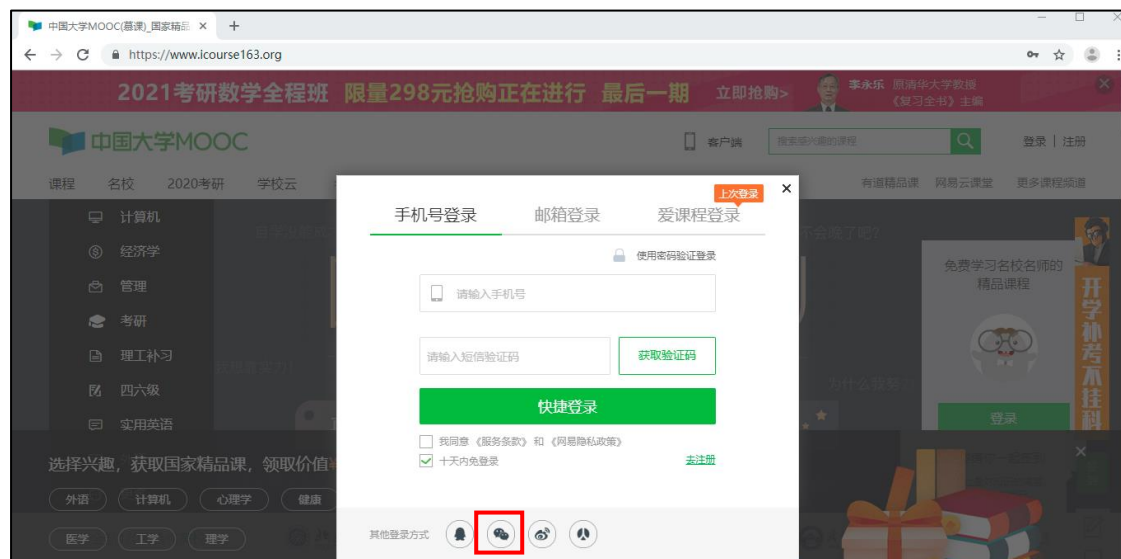 中国大学MOOC(慕课)_国家精品
https://www.icourse163.org
2021考研数学全程班 限量298元抢购正在进行 最后一期 立即抢购>
李永乐 原清华大学教授
《复习全书》主编
中国大学MOOC
客户端
搜索感兴趣的课程
登录 | 注册
课程 名校 2020考研 学校云
有道精品课 网易云课堂 更多课程频道
计算机
经济学
管理
考研
理工补习
四六级
实用英语
上次登录
手机号登录 邮箱登录 爱课程登录
使用密码验证登录
请输入手机号
请输入短信验证码 获取验证码
快捷登录
我同意《服务条款》和《网易隐私政策》
十天内免登录 去注册
其他登录方式
免费学习名校名师的
精品课程
登录
开学补考不挂科
选择兴趣，获取国家精品课，领取价值
外语 计算机 心理学 健康
医学 工学 理学